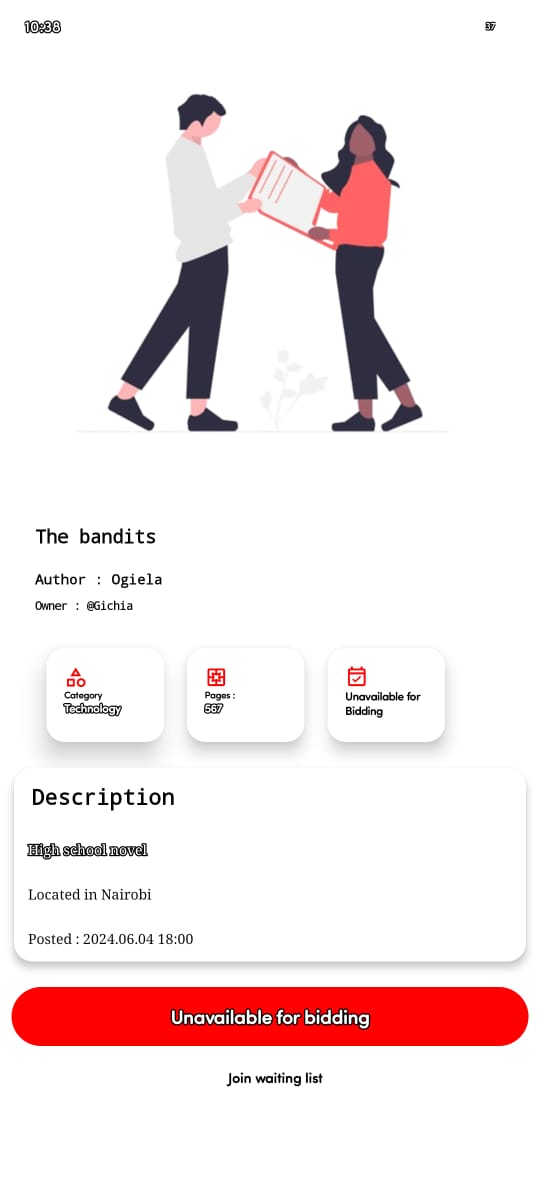 10:38
37
The bandits
Author : Ogiela
Owner : @Gichia
Category
Technology
Pages :
567
Unavailable for
Bidding
Description
High school novel
Located in Nairobi
Posted : 2024.06.04 18:00
Unavailable for bidding
Join waiting list